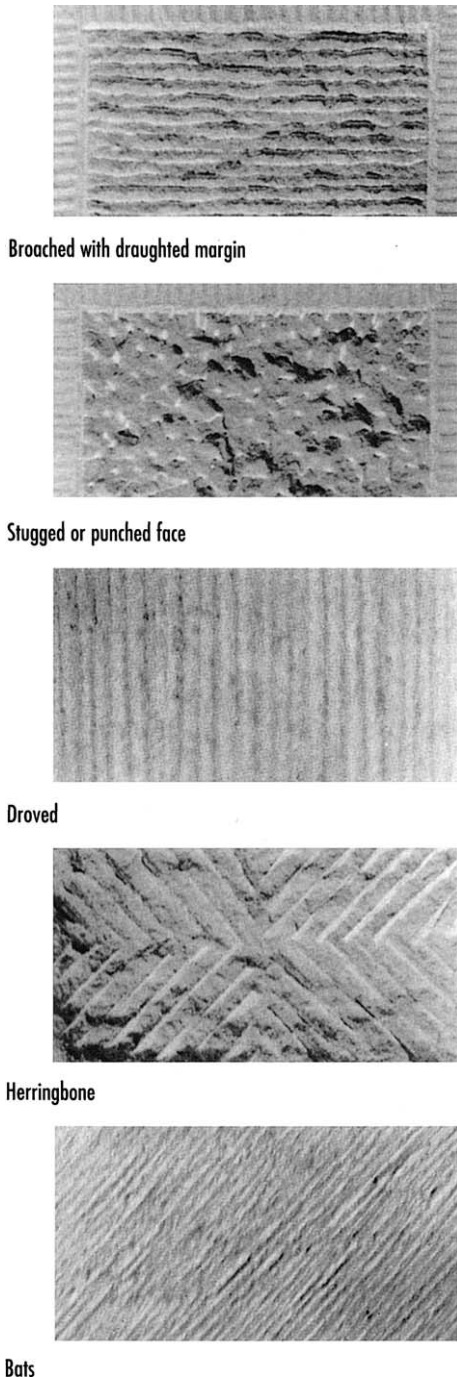 Broached with draughted margin
Stugged or punched face
Droved
Herringbone
Bats